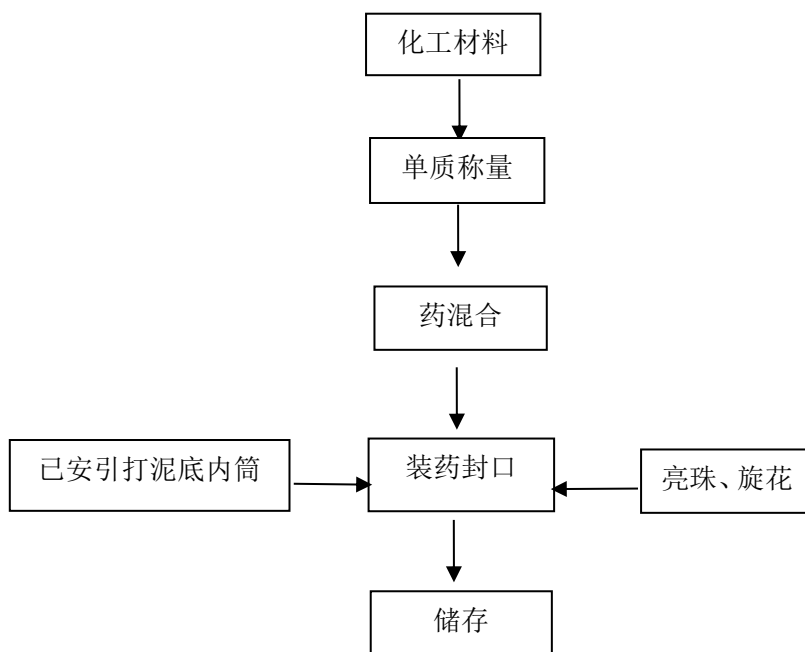 化工材料
单质称量
药混合
已安引打泥底内筒
装药封口
亮珠、旋花
储存